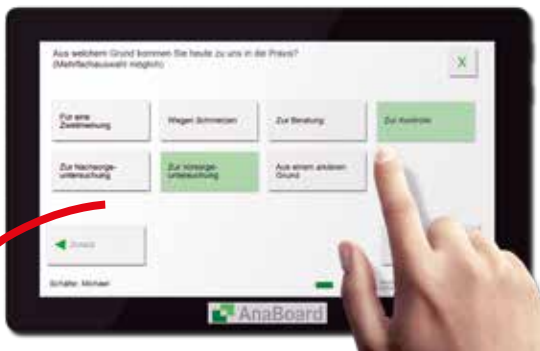 Aus welchem Grund kommen Sie heute zu uns in die Praxis?
(Mehrfachauswahl möglich)
X
Für eine
Zweitmeinung
Wegen Schmerzen
Zur Beratung
Zur Kontrolle
Zur Nachsorge-
untersuchung
Zur Vorsorge-
untersuchung
Aus einem anderen
Grund
Zurück
Schäfer, Michael
AnaBoard